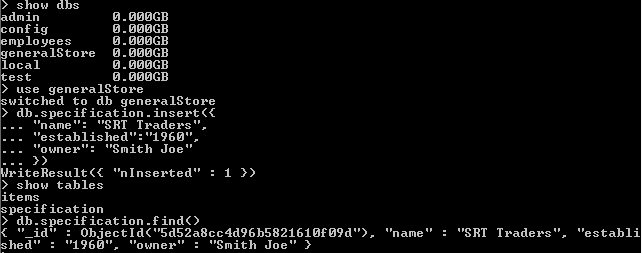 > show dbs
admin          0.000GB
config         0.000GB
employees      0.000GB
generalStore   0.000GB
local          0.000GB
test           0.000GB
> use generalStore
switched to db generalStore
> db.specification.insert({
... "name": "SRT Traders",
... "established":"1960",
... "owner": "Smith Joe"
... })
WriteResult({ "nInserted" : 1 })
> show tables
items
specification
> db.specification.find()
{ "_id" : ObjectId("5d52a8cc4d96b5821610f09d"), "name" : "SRT Traders", "establi
shed" : "1960", "owner" : "Smith Joe" }